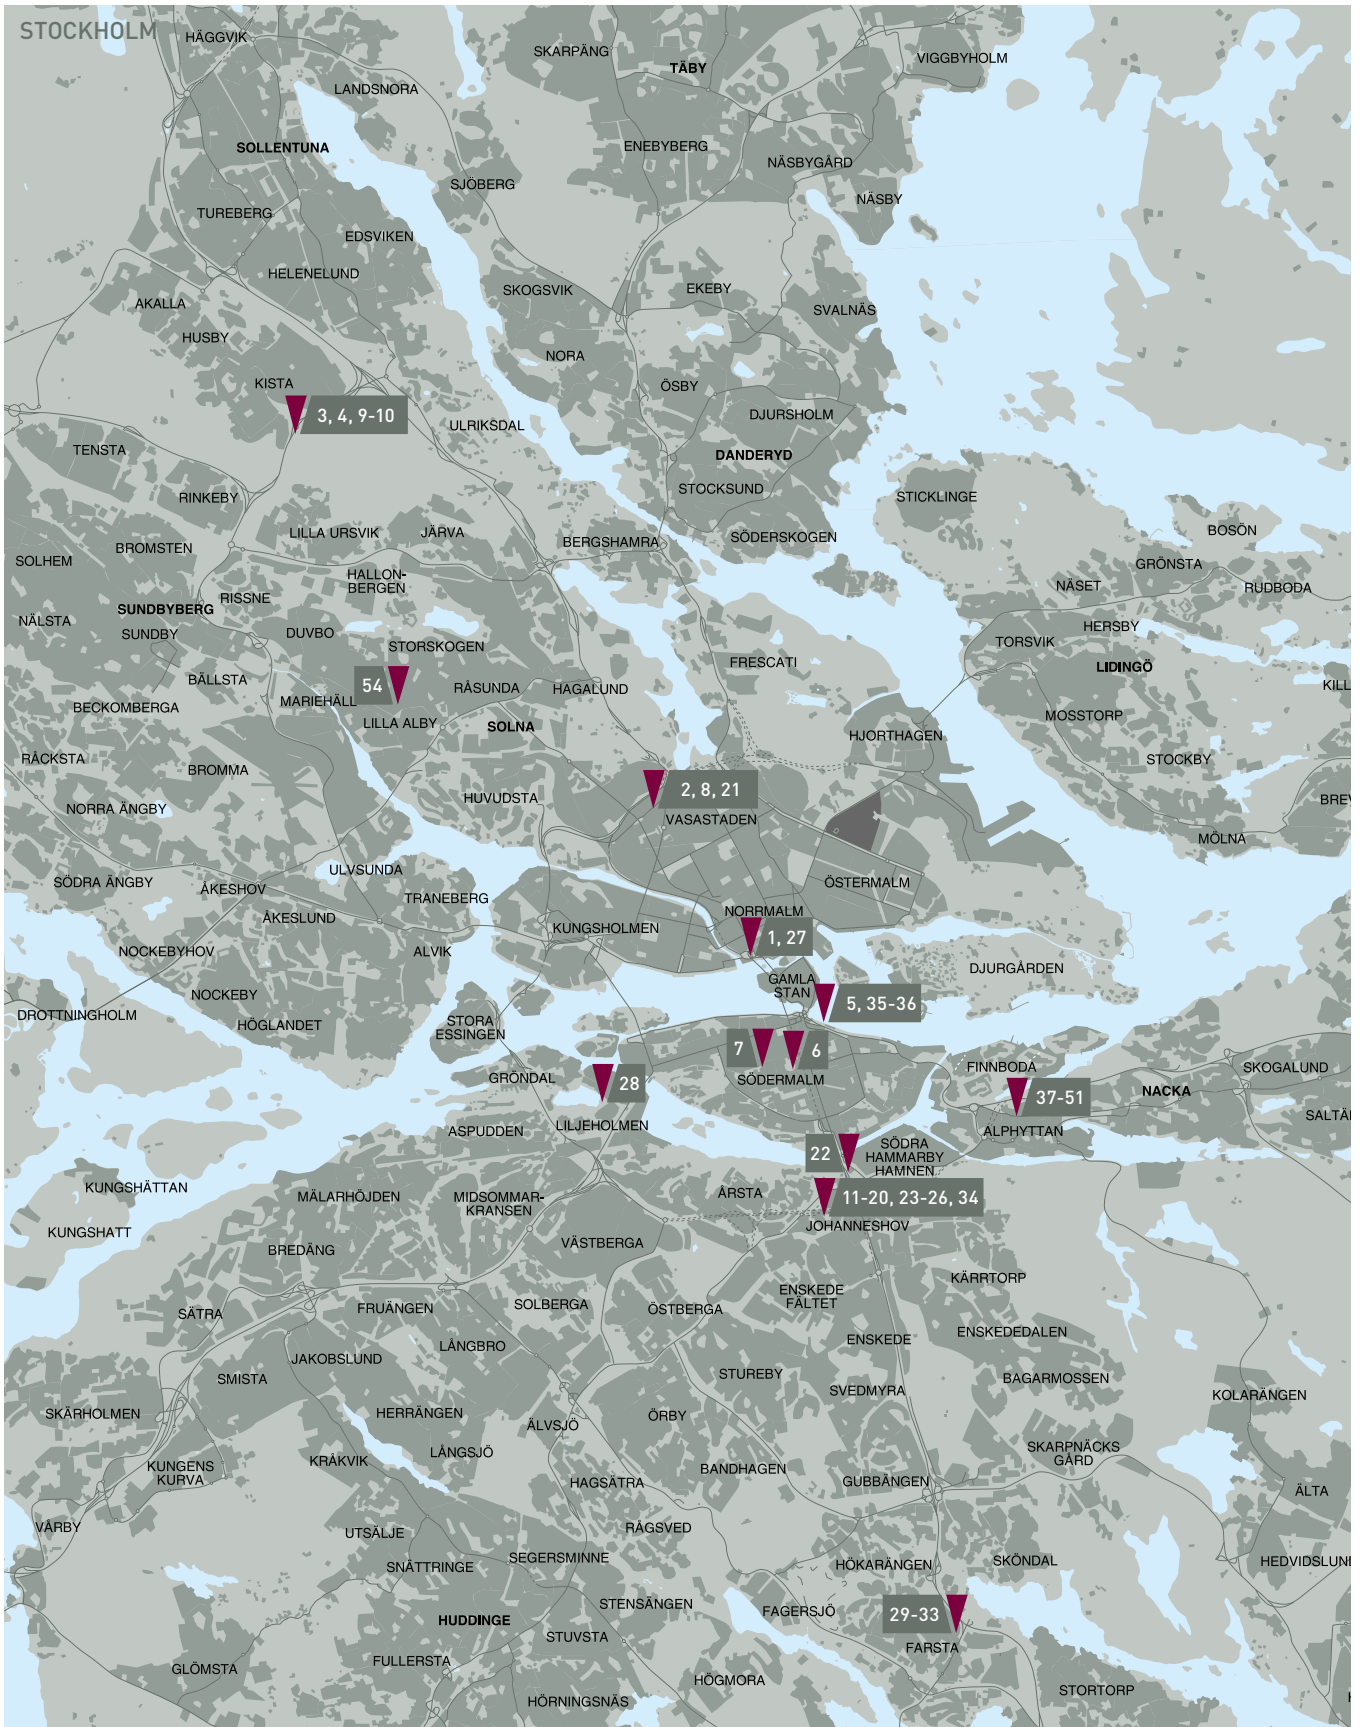 STOCKHOLM
HÄGGVIK
SKARPÄNG
TÄBY
VIGGBYHOLM
LANDSNORA
SOLLENTUNA
ENEBYBERG
NÄSBYGÅRD
SJÖBERG
NÄSBY
TUREBERG
EDSVIKEN
HELENELUND
SKOGSVIK
EKEBY
AKALLA
SVALNÄS
HUSBY
NORA
KISTA
ÖSBY
3, 4, 9-10
DJURSHOLM
ULRIKSDAL
TENSTA
DANDERYD
RINKEBY
STOCKSUND
STICKLINGE
LILLA URSVIK
JÄRVA
BERGSHAMRA
SÖDERSKOGEN
BOSÖN
BROMSTEN
SOLHEM
GRÖNSTA
HALLON-
BERGEN
NÄSET
RUDBODA
RISSNE
SUNDBYBERG
NÄLSTA
SUNDBY
DUVBO
HERSBY
STORSKOGEN
TORSVIK
FRESCATI
LIDINGÖ
BÄLLSTA
54
RÅSUNDA
HAGALUND
KILL
MARIEHÄLL
BECKOMBERGA
LILLA ALBY
SOLNA
MOSSTORP
HJORTHAGEN
RÅCKSTA
STOCKBY
BROMMA
2, 8, 21
HUVUDSTA
BREV
NORRA ÄNGBY
VASASTADEN
MÖLNA
ULVSUNDA
SÖDRA ÄNGBY
ÅKESHOV
ÖSTERMALM
TRANEBERG
ÅKESLUND
NORRMALM
KUNGSHOLMEN
1, 27
NOCKEBYHOV
ALVIK
DJURGÅRDEN
GAMLA
STAN
NOCKEBY
5, 35-36
DROTTNINGHOLM
HÖGLANDET
STORA
ESSINGEN
7
6
FINNBODA
SKOGALUND
GRÖNDAL
28
SÖDERMALM
37-51
NACKA
SALTÄ
ASPUDDEN
LILJEHOLMEN
ALPHYTTAN
22
SÖDRA
HAMMARBY
HAMNEN
KUNGSHÄTTAN
MÄLARHÖJDEN
MIDSOMMAR-
KRANSEN
ÅRSTA
11-20, 23-26, 34
KUNGSHATT
JOHANNESHOV
BREDÄNG
VÄSTBERGA
KÄRRTORP
ENSKEDE
FÄLTET
SÄTRA
FRUÄNGEN
SOLBERGA
ÖSTBERGA
ENSKEDE
ENSKEDEDALEN
LÅNGBRO
JAKOBSLUND
SMISTA
STUREBY
BAGARMOSSEN
SVEDMYRA
KOLARÄNGEN
SKÄRHOLMEN
HERRÄNGEN
ÖRBY
ÄLVSJÖ
LÅNGSJÖ
SKARPNÄCKS
GÅRD
KRÅKVIK
KUNGENS
KURVA
BANDHAGEN
HAGSÄTRA
GUBBÄNGEN
ÄLTA
VÅRBY
RÅGSVED
UTSÄLJE
SEGERSMINNE
SNÄTTRINGE
HÖKARÄNGEN
SKÖNDAL
HEDVIDSLUND
STENSÄNGEN
FAGERSJÖ
29-33
HUDDINGE
STUVSTA
FARSTA
FULLERSTA
GLÖMSTA
HÖGMORA
STORTORP
HÖRNINGSNÄS